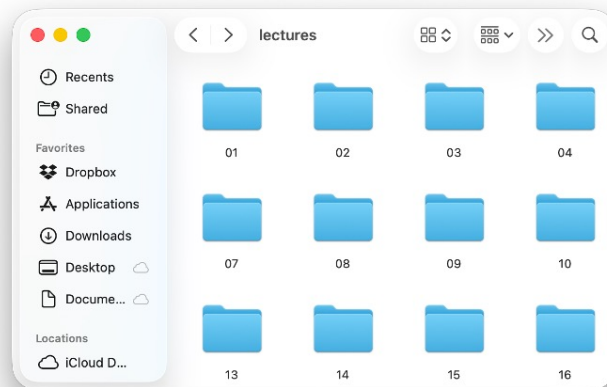 lectures
Recents
Shared
Favorites
Dropbox
Applications
Downloads
Desktop
Docume...
Locations
iCloud D...
01 02 03 04
07 08 09 10
13 14 15 16